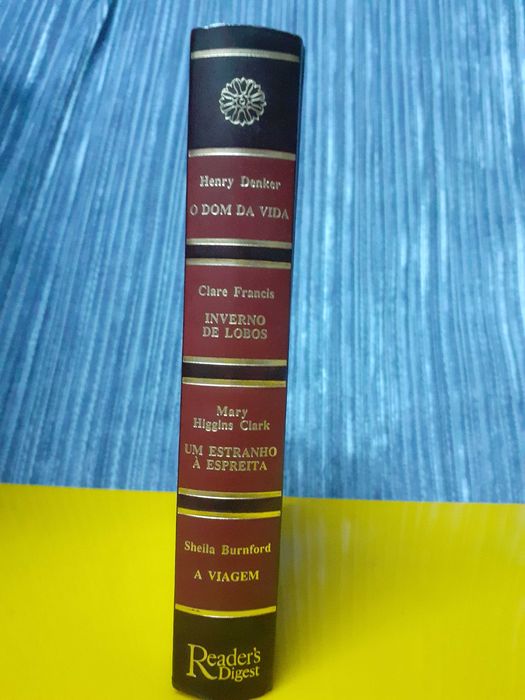 Henry Denker
O DOM DA VIDA
Clare Francis
INVERNO
DE LOBOS
Mary
Higgins Clark
UM ESTRANHO
À ESPREITA
Sheila Burnford
A VIAGEM
Reader's
Digest